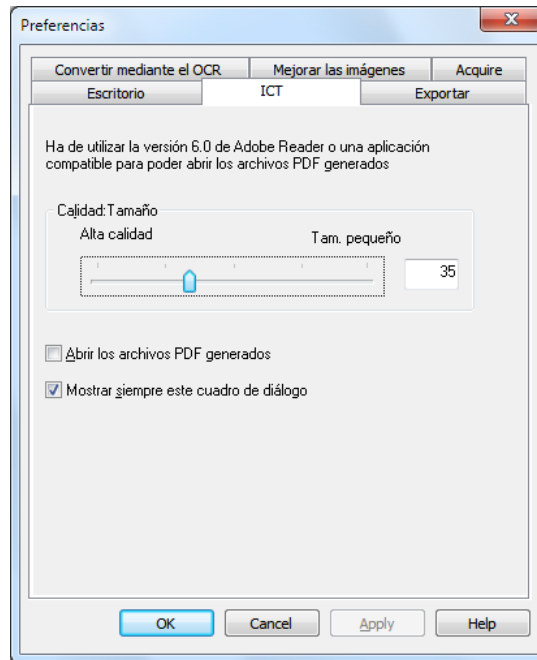 Preferencias
Convertir mediante el OCR
Mejorar las imágenes
Acquire
Escritorio
ICT
Exportar
Ha de utilizar la versión 6.0 de Adobe Reader o una aplicación
compatible para poder abrir los archivos PDF generados
Calidad:Tamaño
Alta calidad
Tam. pequeño
35
Abrir los archivos PDF generados
Mostrar siempre este cuadro de diálogo
OK
Cancel
Apply
Help